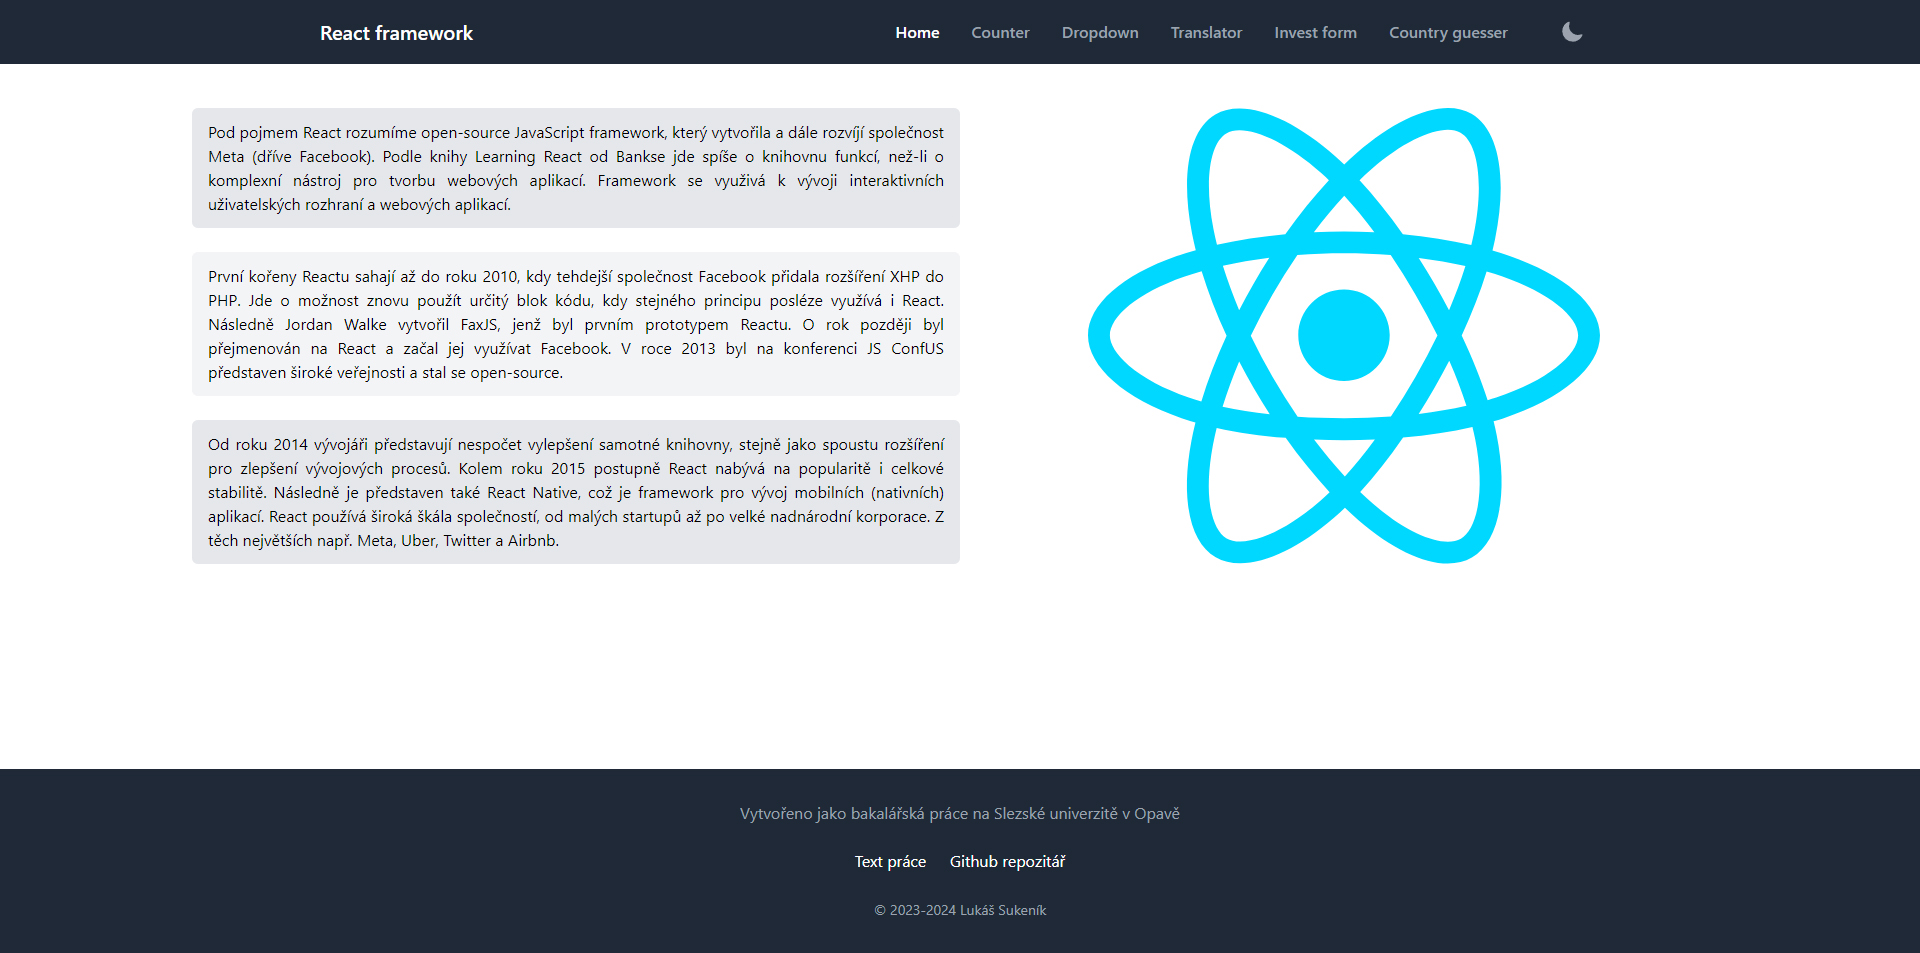 React framework
Home Counter Dropdown Translator Invest form Country guesser
Pod pojmem React rozumíme open-source JavaScript framework, který vytvořila a dále rozvíjí společnost
Meta (dříve Facebook). Podle knihy Learning React od Bankse jde spíše o knihovnu funkcí, než-li o
komplexní nástroj pro tvorbu webových aplikací. Framework se využivá k vývoji interaktivních
uživatelských rozhraní a webových aplikací.
První kořeny Reactu sahají až do roku 2010, kdy tehdejší společnost Facebook přidala rozšíření XHP do
PHP. Jde o možnost znovu použít určitý blok kódu, kdy stejného principu posléze využívá i React.
Následně Jordan Walke vytvořil FaxJS, jenž byl prvním prototypem Reactu. O rok později byl
přejmenován na React a začal jej využívat Facebook. V roce 2013 byl na konferenci JS ConfUS
představen široké veřejnosti a stal se open-source.
Od roku 2014 vývojáři představují nespočet vylepšení samotné knihovny, stejně jako spoustu rozšíření
pro zlepšení vývojových procesů. Kolem roku 2015 postupně React nabývá na popularitě i celkové
stabilitě. Následně je představen také React Native, což je framework pro vývoj mobilních (nativních)
aplikací. React používá široká škála společností, od malých startupů až po velké nadnárodní korporace. Z
těch největších např. Meta, Uber, Twitter a Airbnb.
Vytvořeno jako bakalářská práce na Slezské univerzitě v Opavě
Text práce Github repozitář
© 2023-2024 Lukáš Sukeník